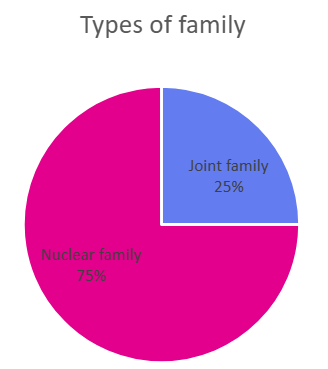 Types of family
Joint family
25%
Nuclear family
75%